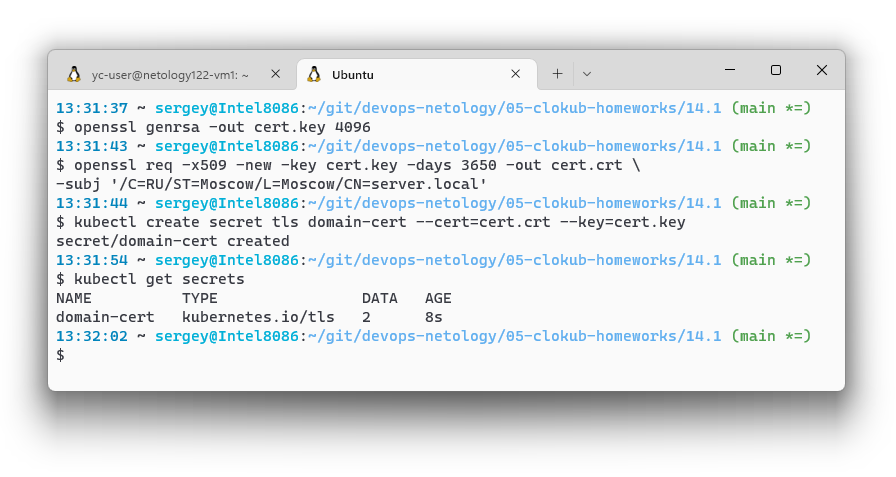 yc-user@netology122-vm1: ~
Ubuntu
13:31:37 ~ sergey@Intel8086:~/git/devops-netology/05-clokub-homeworks/14.1 (main *=)
$ openssl genrsa -out cert.key 4096
13:31:43 ~ sergey@Intel8086:~/git/devops-netology/05-clokub-homeworks/14.1 (main *=)
$ openssl req -x509 -new -key cert.key -days 3650 -out cert.crt \
-subj '/C=RU/ST=Moscow/L=Moscow/CN=server.local'
13:31:44 ~ sergey@Intel8086:~/git/devops-netology/05-clokub-homeworks/14.1 (main *=)
$ kubectl create secret tls domain-cert --cert=cert.crt --key=cert.key
secret/domain-cert created
13:31:54 ~ sergey@Intel8086:~/git/devops-netology/05-clokub-homeworks/14.1 (main *=)
$ kubectl get secrets
NAME          TYPE                DATA   AGE
domain-cert   kubernetes.io/tls   2      8s
13:32:02 ~ sergey@Intel8086:~/git/devops-netology/05-clokub-homeworks/14.1 (main *=)
$